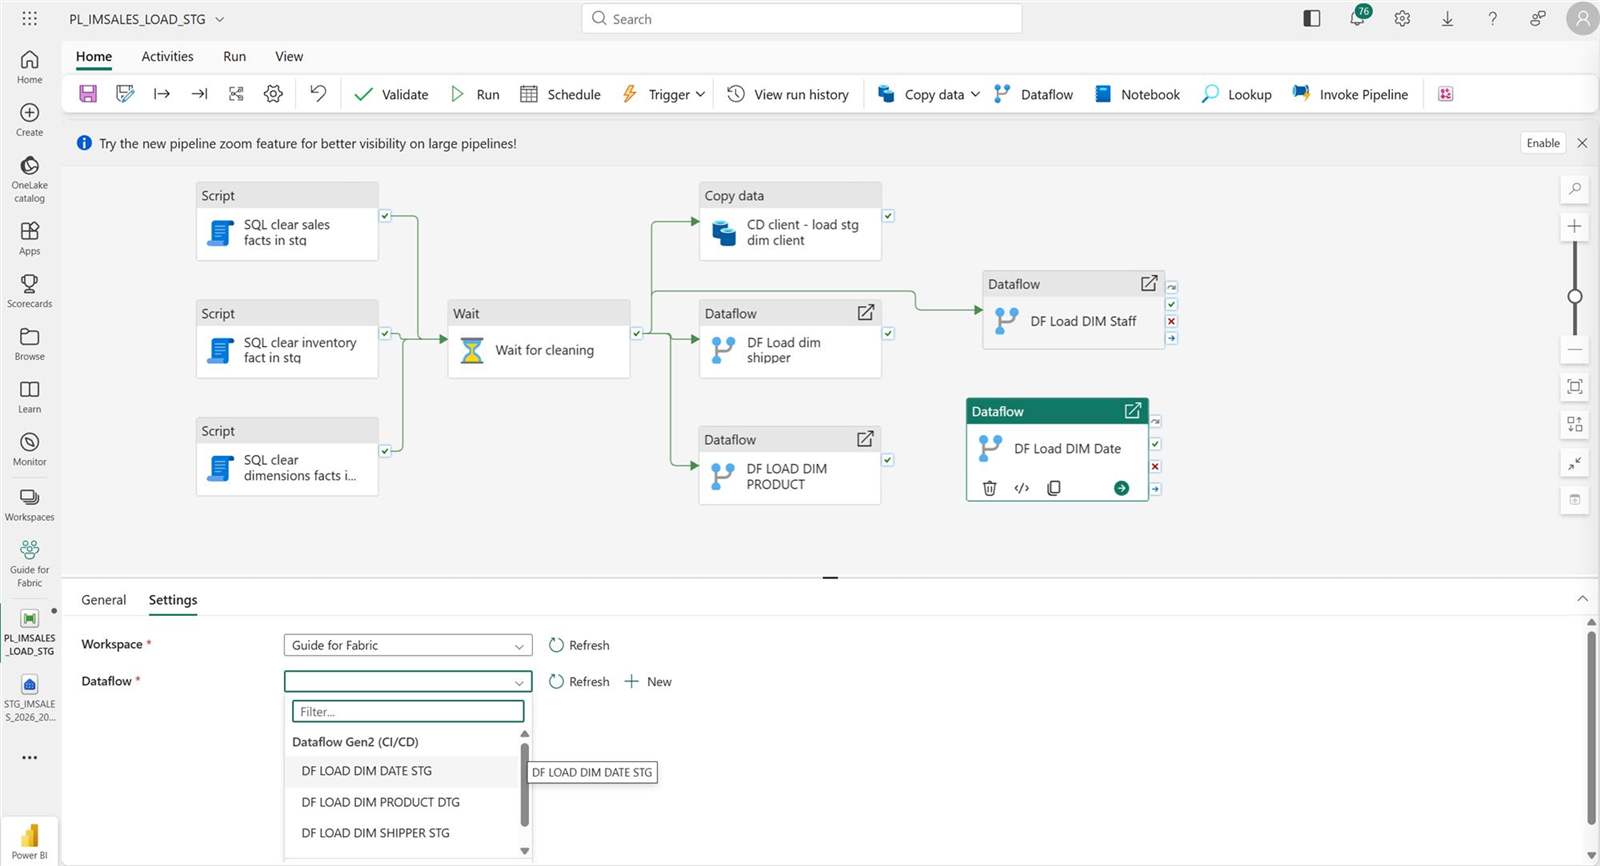 PL_IMSALES_LOAD_STG
Search
76
Home
Activities
Run
View
Validate
Run
Schedule
Trigger
View run history
Copy data
Dataflow
Notebook
Lookup
Invoke Pipeline
Try the new pipeline zoom feature for better visibility on large pipelines!
Enable
Home
Create
OneLake
catalog
Apps
Scorecards
Browse
Learn
Monitor
Workspaces
Guide for
Fabric
PL_IMSALES
_LOAD_STG
STG_IMSALE
S_2026_20...
Power BI
Script
SQL clear sales
facts in stg
Script
SQL clear inventory
fact in stg
Script
SQL clear
dimensions facts i...
Wait
Wait for cleaning
Copy data
CD client - load stg
dim client
Dataflow
DF Load dim
shipper
Dataflow
DF LOAD DIM
PRODUCT
Dataflow
DF Load DIM Staff
Dataflow
DF Load DIM Date
General
Settings
Workspace *
Guide for Fabric
Refresh
Dataflow *
Refresh
New
Filter...
Dataflow Gen2 (CI/CD)
DF LOAD DIM DATE STG
DF LOAD DIM DATE STG
DF LOAD DIM PRODUCT DTG
DF LOAD DIM SHIPPER STG